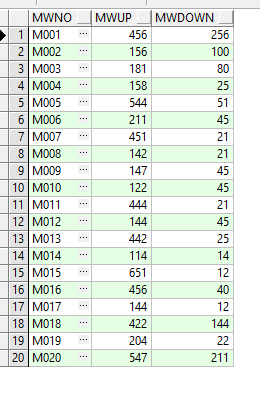 MWNO MWUP MWDOWN
1 M001 ... 456 256
2 M002 ... 156 100
3 M003 ... 181 80
4 M004 ... 158 25
5 M005 ... 544 51
6 M006 ... 211 45
7 M007 ... 451 21
8 M008 ... 142 21
9 M009 ... 147 45
10 M010 ... 122 45
11 M011 ... 444 21
12 M012 ... 144 45
13 M013 ... 442 25
14 M014 ... 114 14
15 M015 ... 651 12
16 M016 ... 456 40
17 M017 ... 144 12
18 M018 ... 422 144
19 M019 ... 204 22
20 M020 ... 547 211